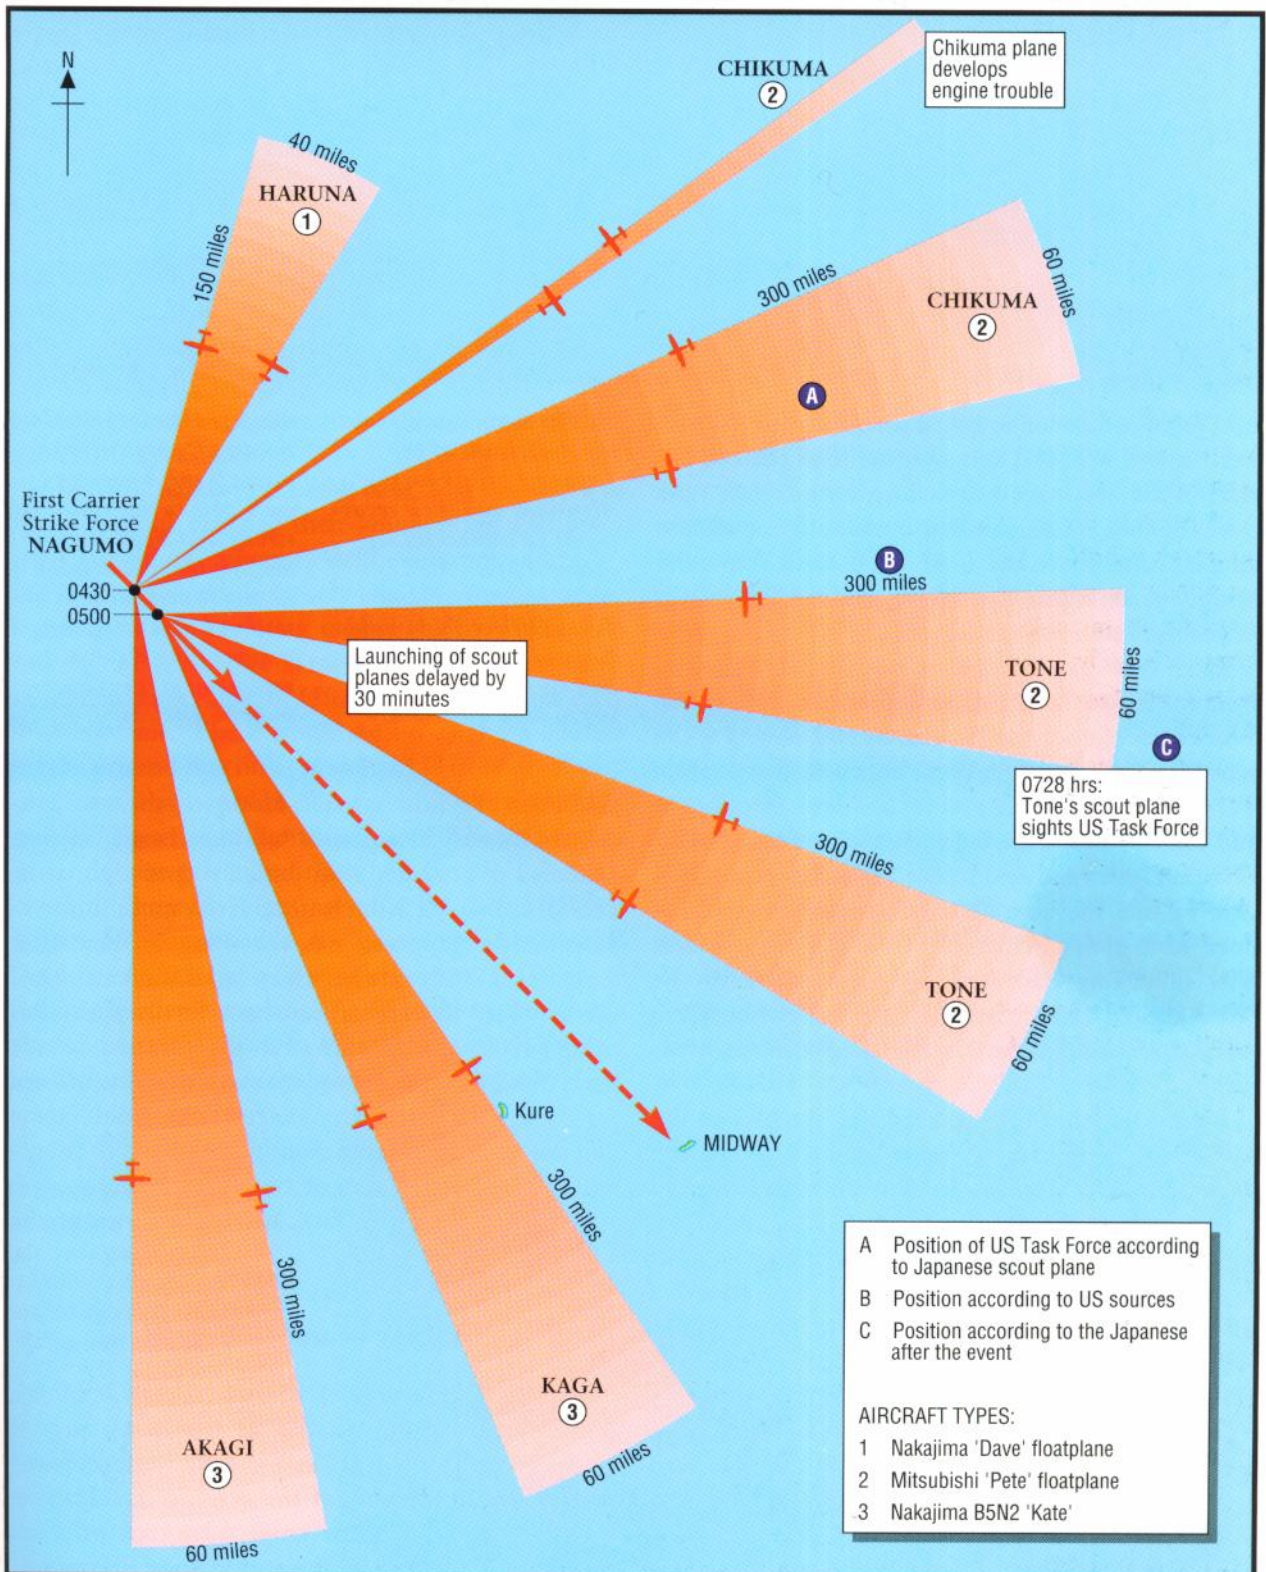 N
CHIKUMA
2
Chikuma plane
develops
engine trouble
40 miles
HARUNA
1
150 miles
300 miles
60 miles
CHIKUMA
2
A
First Carrier
Strike Force
NAGUMO
0430
0500
B
300 miles
Launching of scout
planes delayed by
30 minutes
TONE
2
60 miles
C
0728 hrs:
Tone's scout plane
sights US Task Force
300 miles
TONE
2
60 miles
Kure
MIDWAY
300 miles
300 miles
KAGA
3
60 miles
AKAGI
3
60 miles
A Position of US Task Force according
to Japanese scout plane
B Position according to US sources
C Position according to the Japanese
after the event
AIRCRAFT TYPES:
1 Nakajima 'Dave' floatplane
2 Mitsubishi 'Pete' floatplane
3 Nakajima B5N2 'Kate'